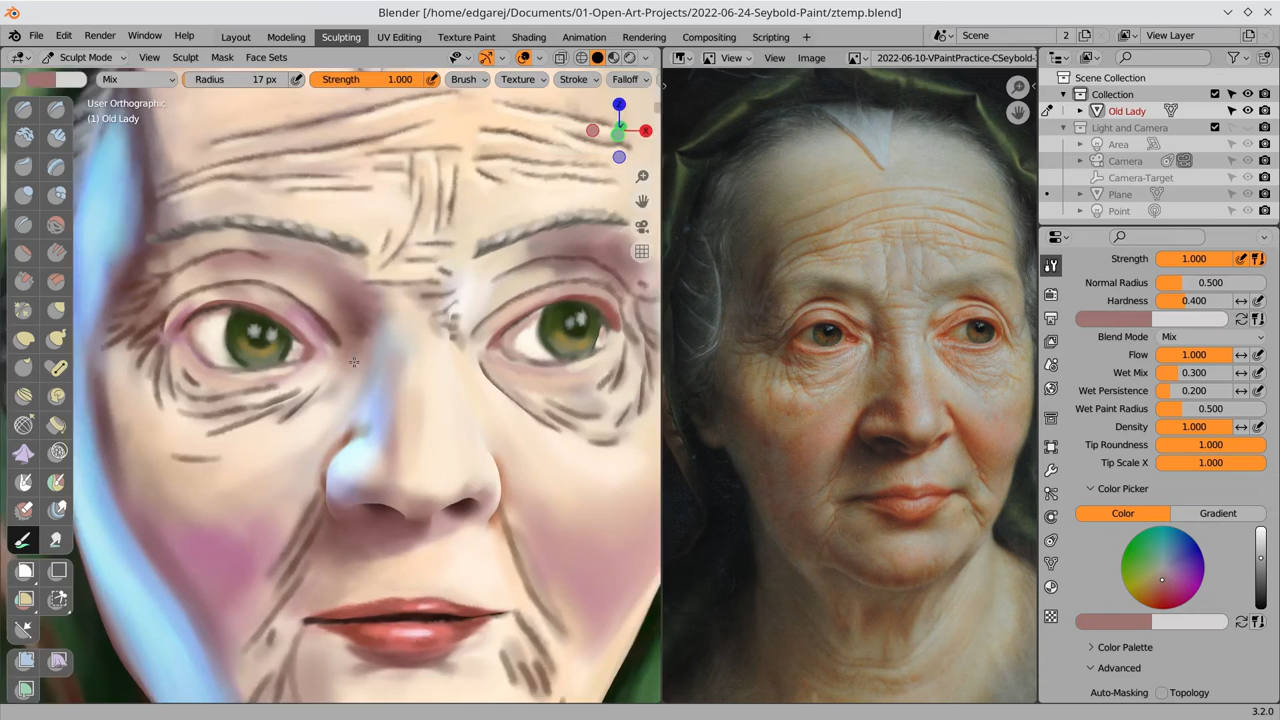 Blender [/home/edgarej/Documents/01-Open-Art-Projects/2022-06-24-Seybold-Paint/ztemp.blend]
File Edit Render Window Help Layout Modeling Sculpting UV Editing Texture Paint Shading Animation Rendering Compositing Scripting + Scene 2 View Layer
Sculpt Mode View Sculpt Mask Face Sets View View Image 2022-06-10-VPaintPractice-CSeybold-
Mix Radius 17 px Strength 1.000 Brush Texture Stroke Falloff
User Orthographic
(1) Old Lady
Z
X
Scene Collection
Collection
Old Lady
Light and Camera
Area
Camera
Camera-Target
Plane
Point
Strength 1.000
Normal Radius 0.500
Hardness 0.400
Blend Mode Mix
Flow 1.000
Wet Mix 0.300
Wet Persistence 0.200
Wet Paint Radius 0.500
Density 1.000
Tip Roundness 1.000
Tip Scale X 1.000
Color Picker
Color Gradient
Color Palette
Advanced
Auto-Masking Topology
3.2.0